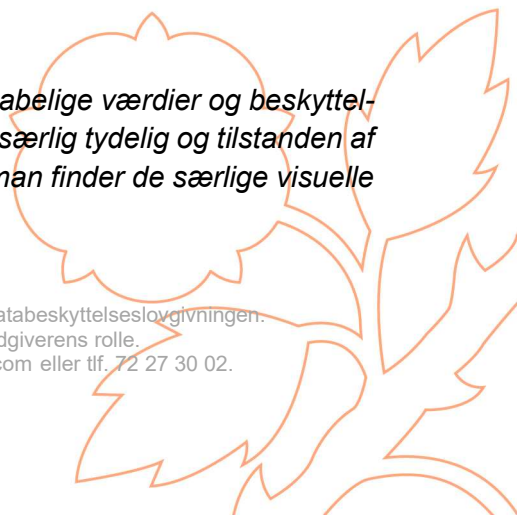 abelige værdier og beskyttel-
særlig tydelig og tilstanden af
man finder de særlige visuelle
atabeskyttelseslovgivningen.
dgiverens rolle.
com eller tlf. 72 27 30 02.